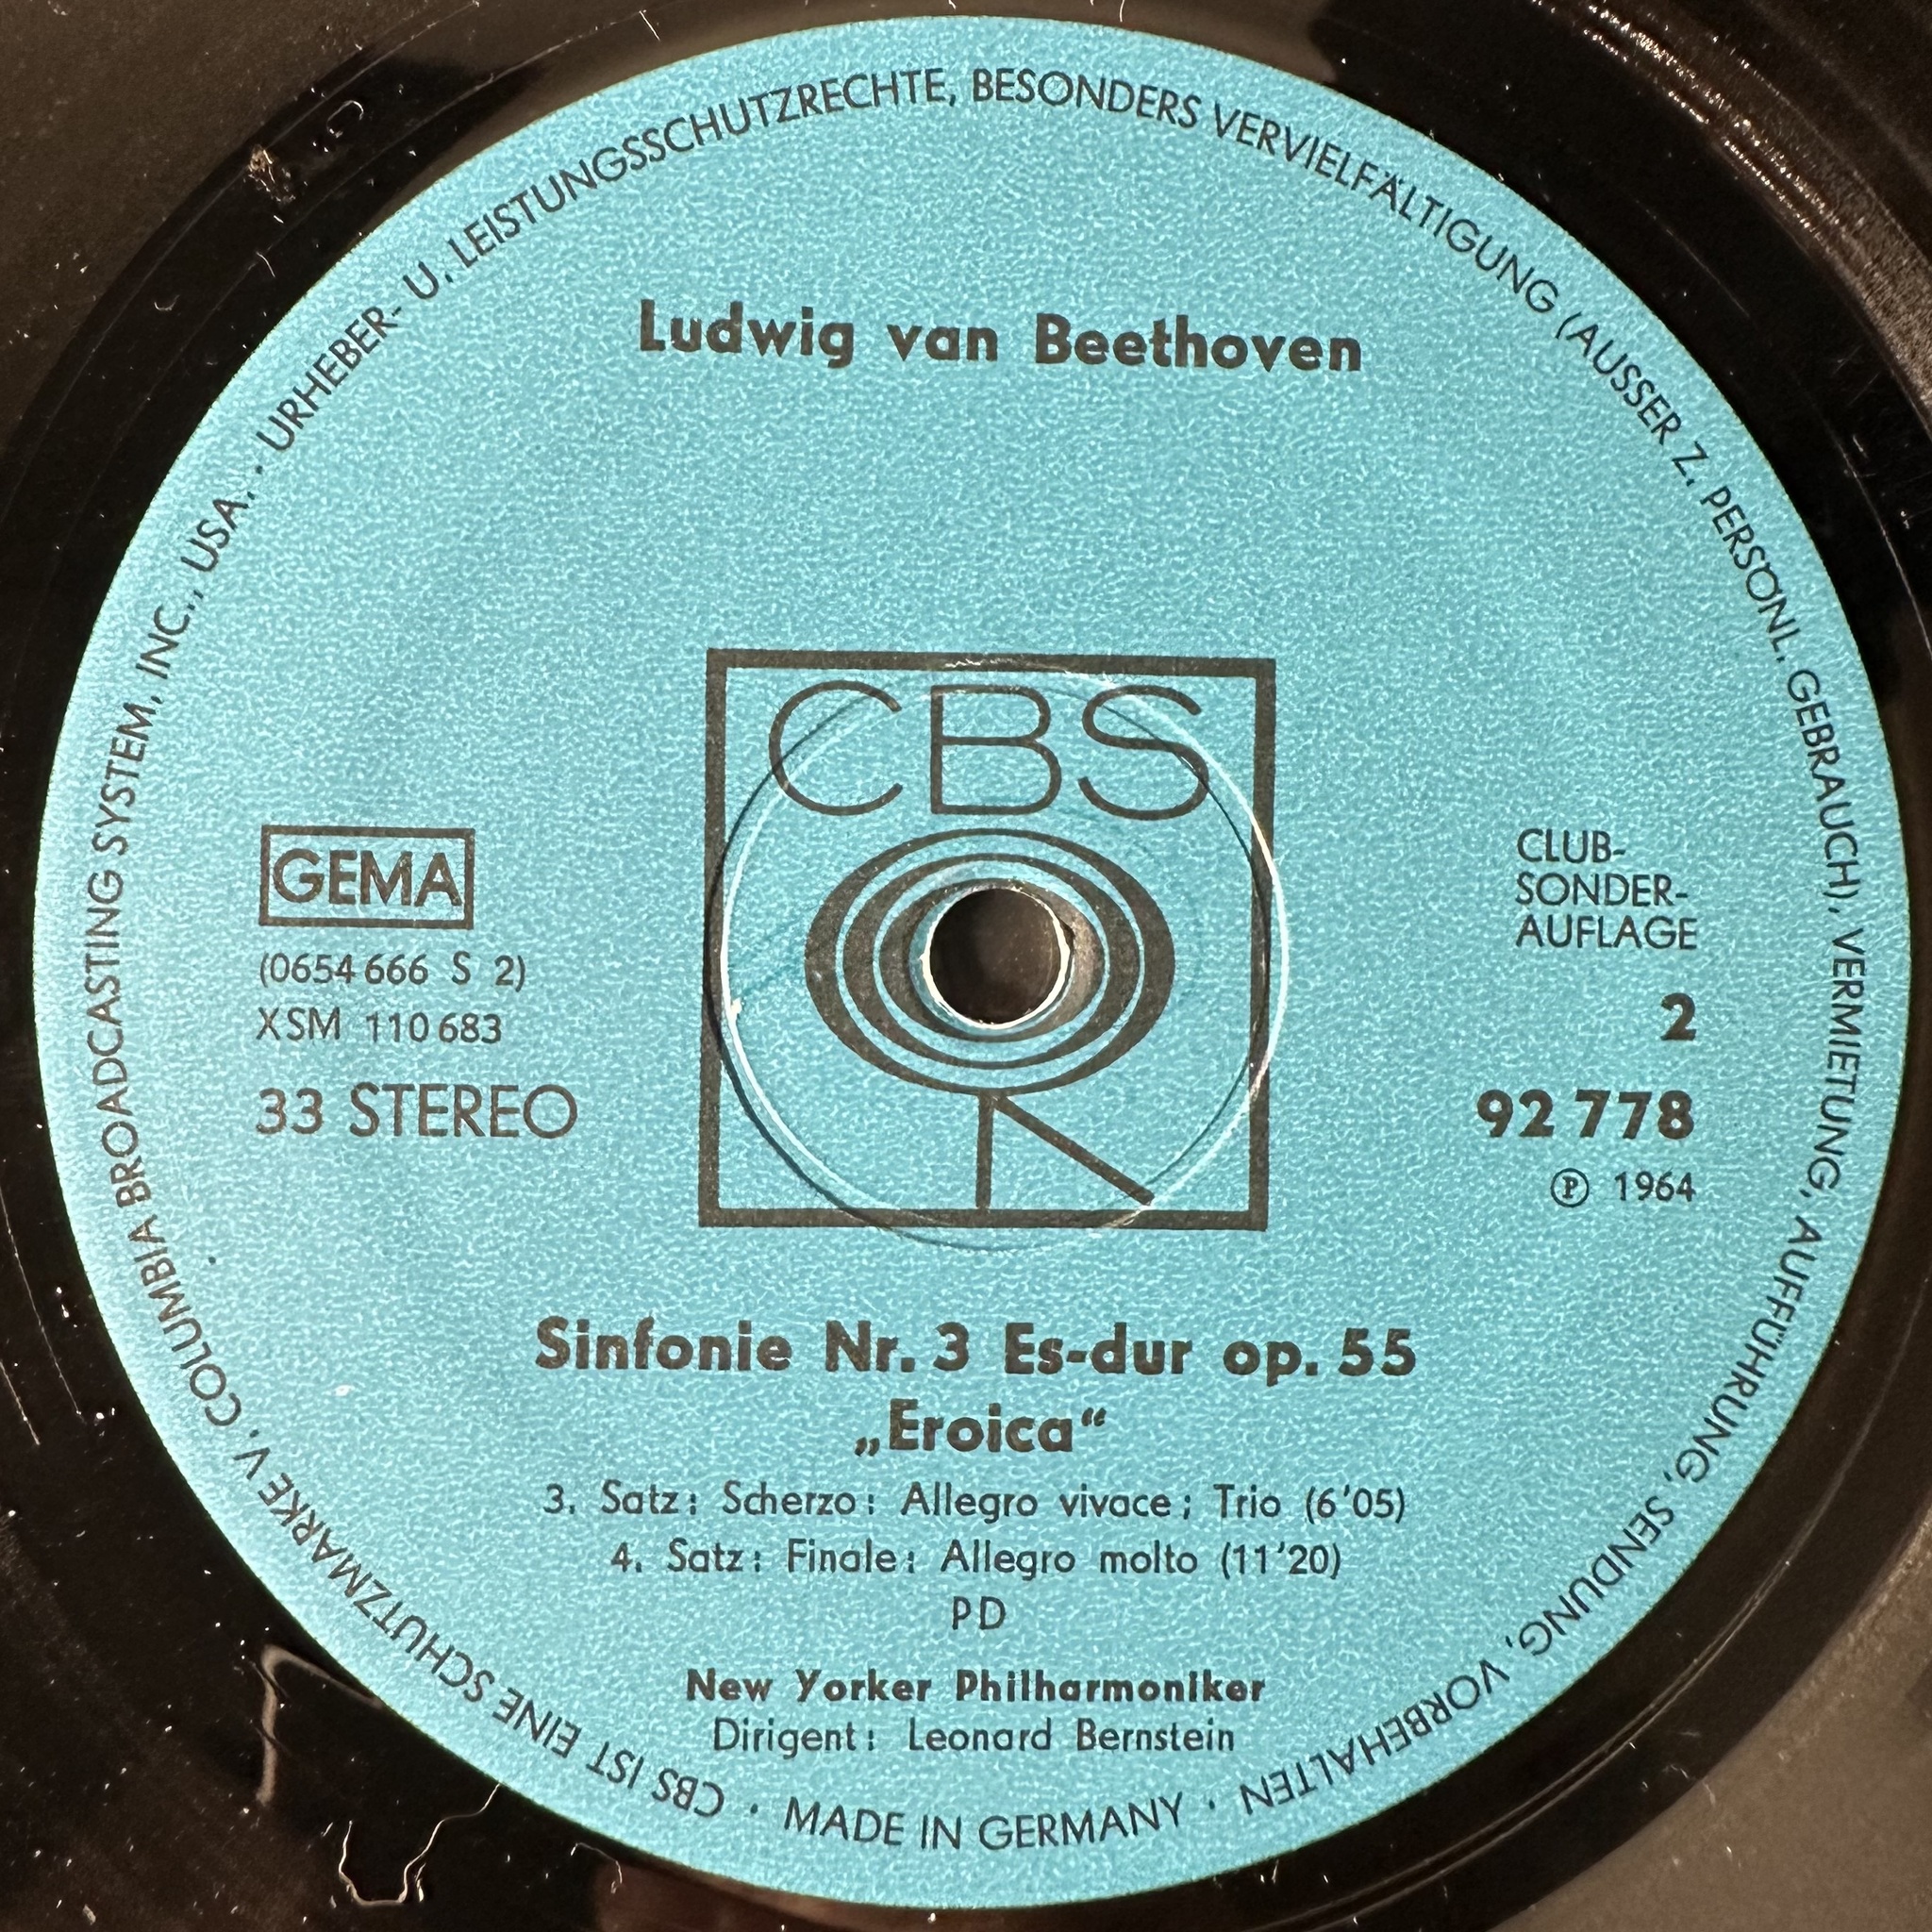 CBS IST EINE SCHUTZMARKE V. COLUMBIA BROADCASTING SYSTEM, INC., USA. · URHEBER- U. LEISTUNGSSCHUTZRECHTE, BESONDERS VERVIELFÄLTIGUNG (AUSSER Z. PERSÖNL. GEBRAUCH), VERMIETUNG, AUFFÜHRUNG, SENDUNG, VORBEHALTEN · MADE IN GERMANY ·
Ludwig van Beethoven
CBS
GEMA
(0654 666 S 2)
XSM 110 683
33 STEREO
CLUB-
SONDER-
AUFLAGE
2
92 778
Ⓟ 1964
Sinfonie Nr. 3 Es-dur op. 55
„Eroica“
3. Satz: Scherzo: Allegro vivace; Trio (6'05)
4. Satz: Finale: Allegro molto (11'20)
PD
New Yorker Philharmoniker
Dirigent: Leonard Bernstein